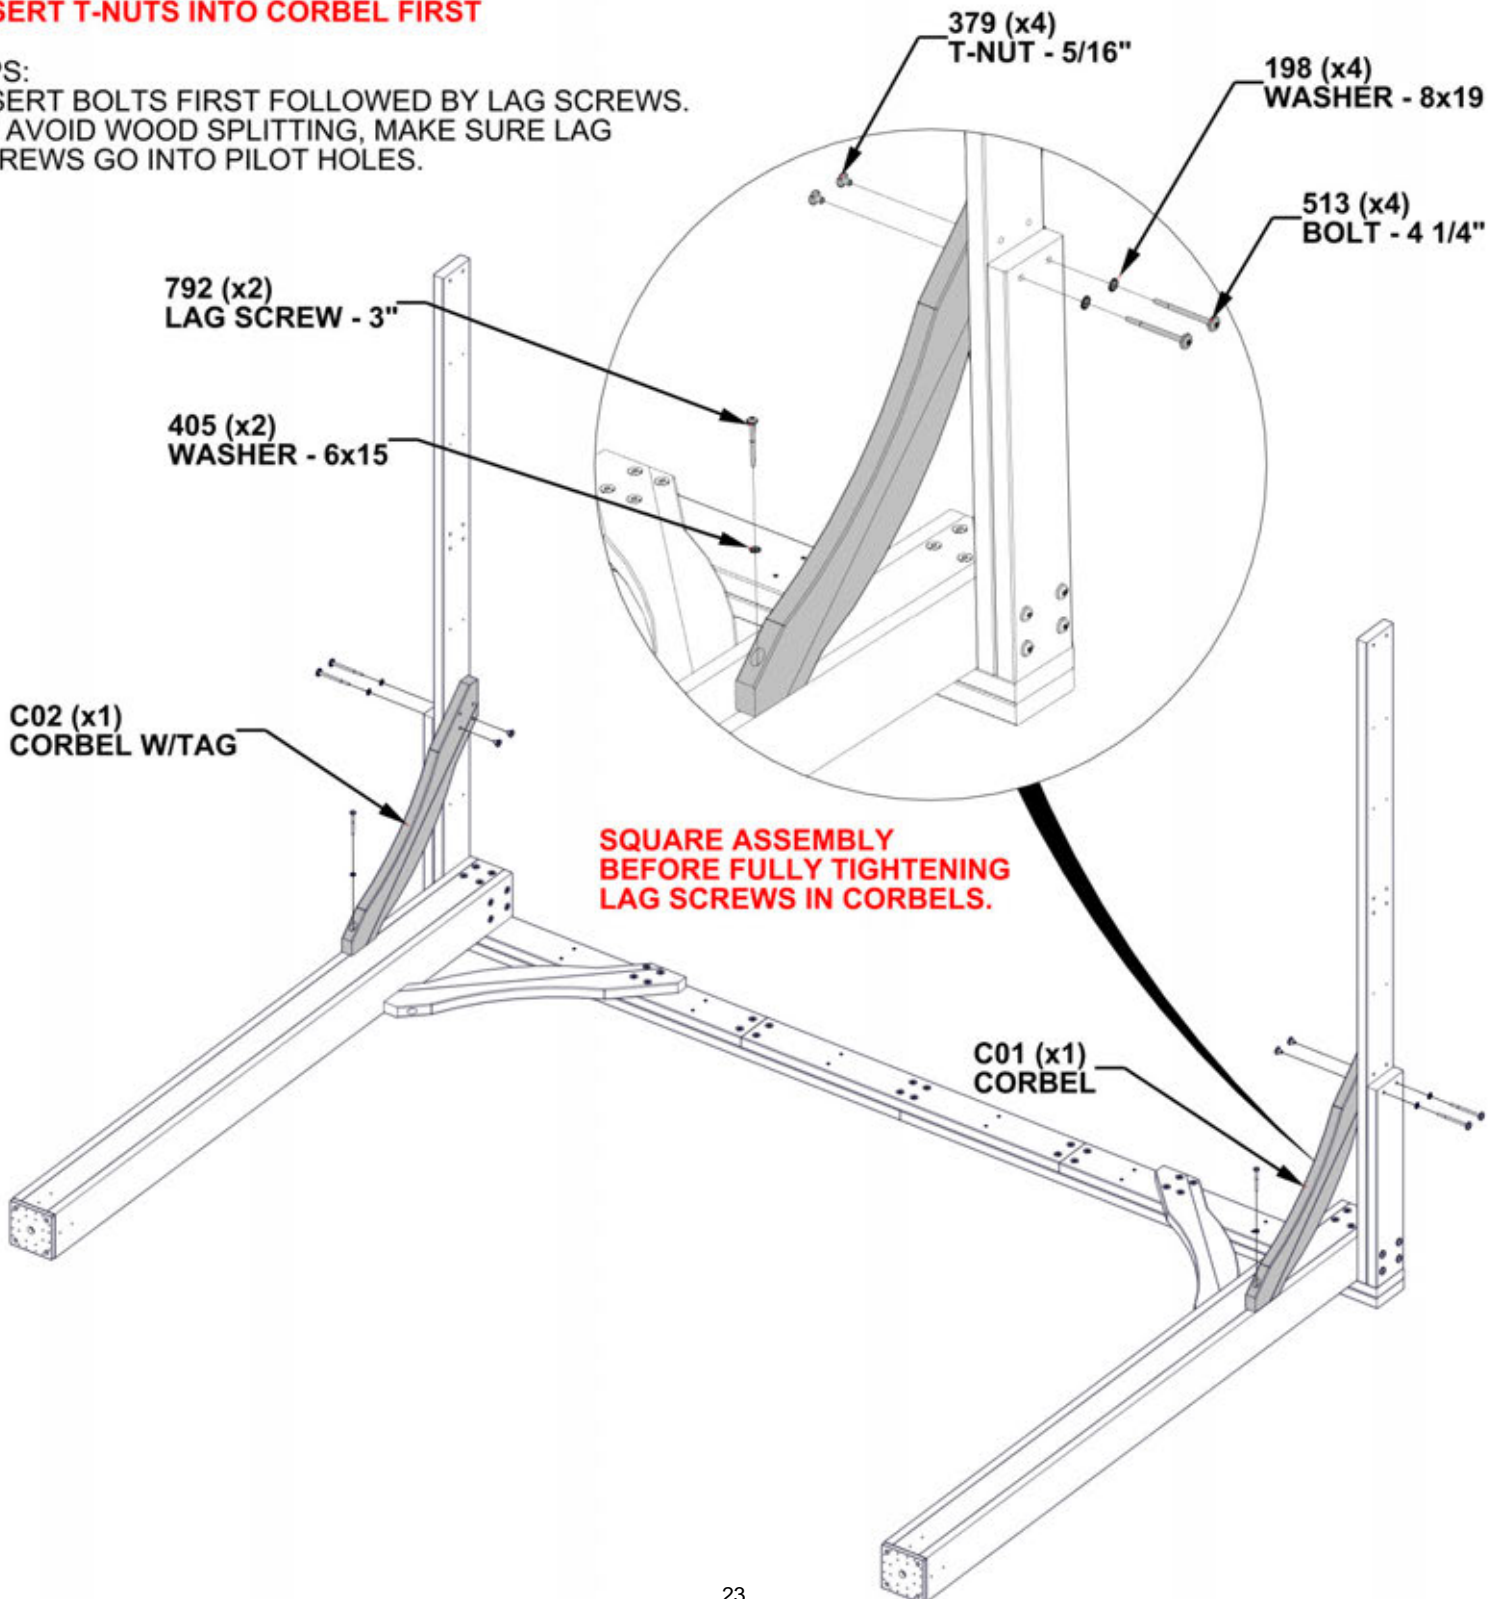 SERT T-NUTS INTO CORBEL FIRST
PS:
SERT BOLTS FIRST FOLLOWED BY LAG SCREWS.
AVOID WOOD SPLITTING, MAKE SURE LAG
CREWS GO INTO PILOT HOLES.
379 (x4)
T-NUT - 5/16"
198 (x4)
WASHER - 8x19
513 (x4)
BOLT - 4 1/4"
792 (x2)
LAG SCREW - 3"
405 (x2)
WASHER - 6x15
C02 (x1)
CORBEL W/TAG
SQUARE ASSEMBLY
BEFORE FULLY TIGHTENING
LAG SCREWS IN CORBELS.
C01 (x1)
CORBEL
23